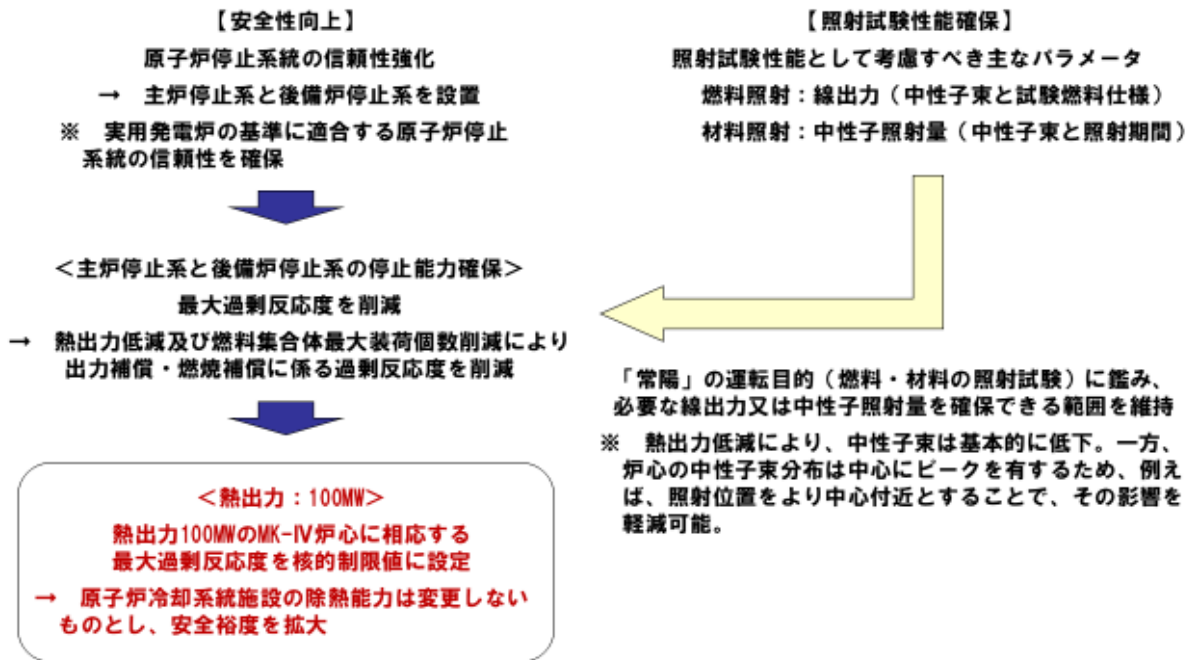 【安全性向上】
原子炉停止系統の信頼性強化
→ 主炉停止系と後備炉停止系を設置
※ 実用発電炉の基準に適合する原子炉停止
系統の信頼性を確保
＜主炉停止系と後備炉停止系の停止能力確保＞
最大過剰反応度を削減
→ 熱出力低減及び燃料集合体最大装荷個数削減により
出力補償・燃焼補償に係る過剰反応度を削減
＜熱出力：100MW＞
熱出力100MWのMK-Ⅳ炉心に相応する
最大過剰反応度を核的制限値に設定
→ 原子炉冷却系統施設の除熱能力は変更しない
ものとし、安全裕度を拡大
【照射試験性能確保】
照射試験性能として考慮すべき主なパラメータ
燃料照射：線出力（中性子束と試験燃料仕様）
材料照射：中性子照射量（中性子束と照射期間）
「常陽」の運転目的（燃料・材料の照射試験）に鑑み、
必要な線出力又は中性子照射量を確保できる範囲を維持
※ 熱出力低減により、中性子束は基本的に低下。一方、
炉心の中性子束分布は中心にピークを有するため、例え
ば、照射位置をより中心付近とすることで、その影響を
軽減可能。